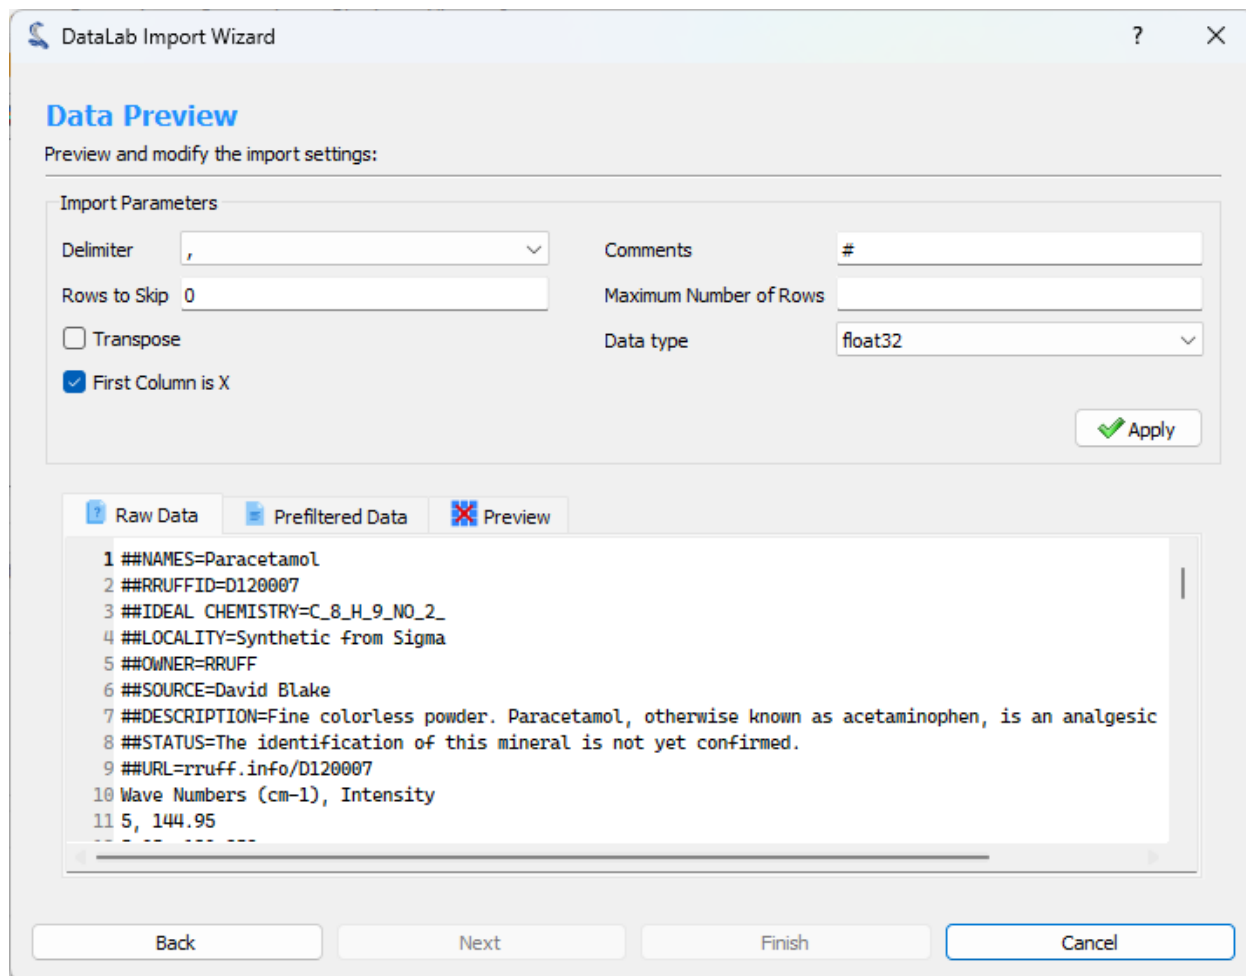 DataLab Import Wizard ?
Data Preview
Preview and modify the import settings:
Import Parameters
Delimiter , Comments #
Rows to Skip 0 Maximum Number of Rows
Transpose Data type float32
First Column is X
Apply
Raw Data Prefiltered Data Preview
1 ##NAMES=Paracetamol
2 ##RRUFFID=D120007
3 ##IDEAL CHEMISTRY=C_8_H_9_NO_2_
4 ##LOCALITY=Synthetic from Sigma
5 ##OWNER=RRUFF
6 ##SOURCE=David Blake
7 ##DESCRIPTION=Fine colorless powder. Paracetamol, otherwise known as acetaminophen, is an analgesic
8 ##STATUS=The identification of this mineral is not yet confirmed.
9 ##URL=rruff.info/D120007
10 Wave Numbers (cm-1), Intensity
11 5, 144.95
Back Next Finish Cancel